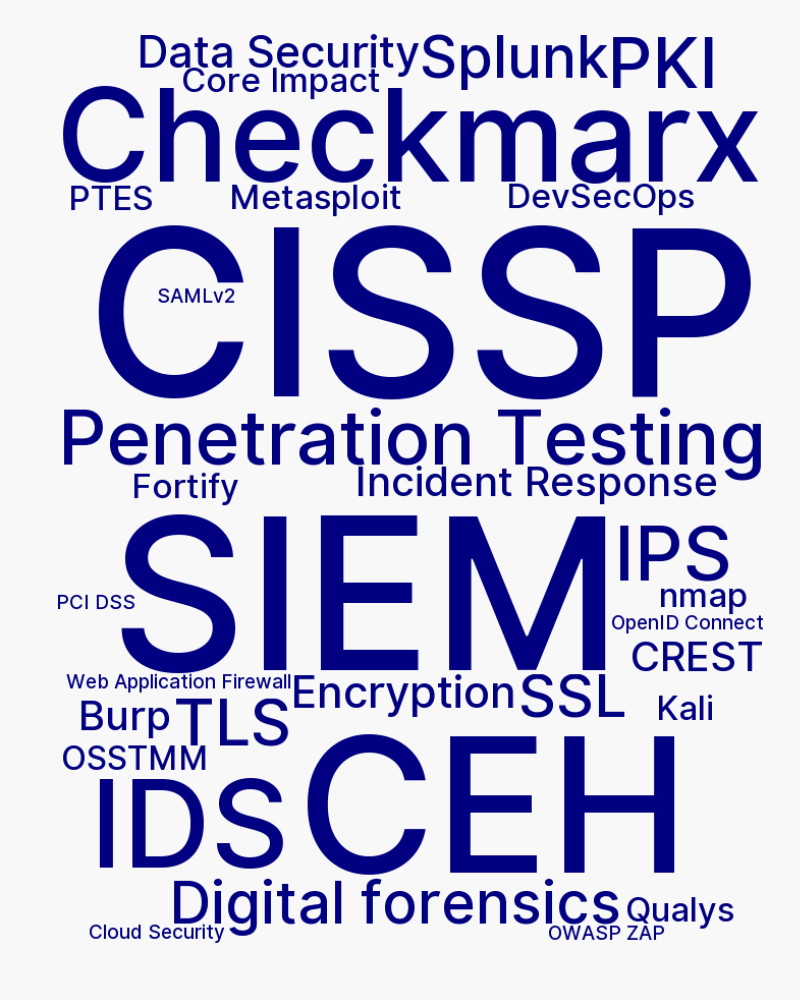 Data Security Splunk PKI
Core Impact
Checkmarx
PTES Metasploit DevSecOps
CISSP
SAMLv2
Penetration Testing
Fortify Incident Response
SIEM IPS
PCI DSS nmap
OpenID Connect
CREST
Web Application Firewall Encryption SSL
Burp TLS Kali
OSSTMM
IDS CEH
Digital forensics Qualys
Cloud Security OWASP ZAP